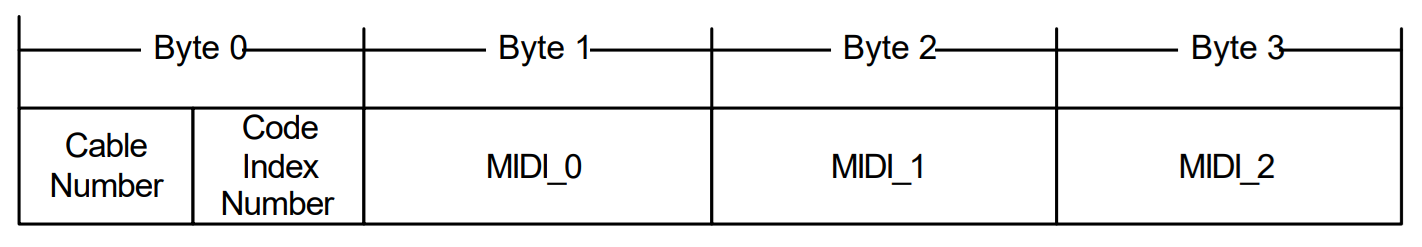 Byte 0 Byte 1 Byte 2 Byte 3
Cable
Number
Code
Index
Number
MIDI_0
MIDI_1
MIDI_2